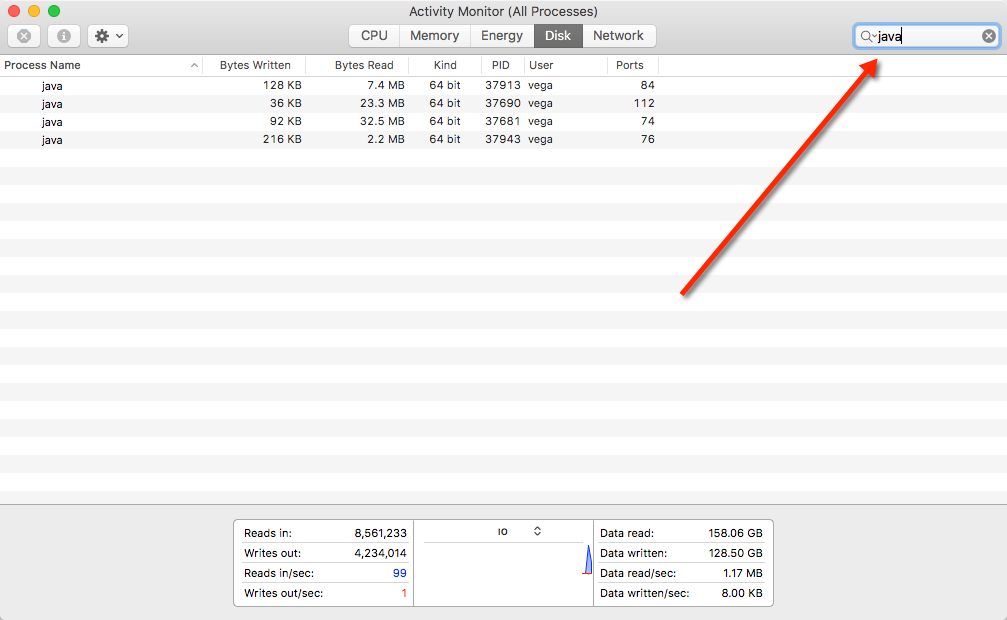 Activity Monitor (All Processes)
CPU Memory Energy Disk Network java
Process Name Bytes Written Bytes Read Kind PID User Ports
java 128 KB 7.4 MB 64 bit 37913 vega 84
java 36 KB 23.3 MB 64 bit 37690 vega 112
java 92 KB 32.5 MB 64 bit 37681 vega 74
java 216 KB 2.2 MB 64 bit 37943 vega 76
Reads in: 8,561,233 IO Data read: 158.06 GB
Writes out: 4,234,014 Data written: 128.50 GB
Reads in/sec: 99 Data read/sec: 1.17 MB
Writes out/sec: 1 Data written/sec: 8.00 KB